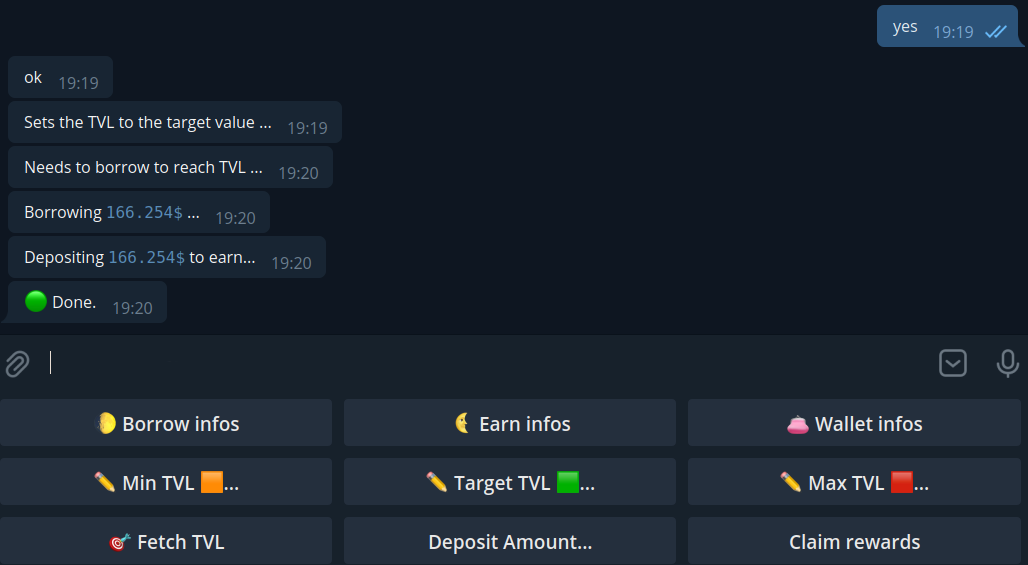 yes 19:19
ok 19:19
Sets the TVL to the target value ... 19:19
Needs to borrow to reach TVL ... 19:20
Borrowing 166.254$ ... 19:20
Depositing 166.254$ to earn... 19:20
Done. 19:20
Borrow infos
Earn infos
Wallet infos
Min TVL ...
Target TVL ...
Max TVL ...
Fetch TVL
Deposit Amount...
Claim rewards